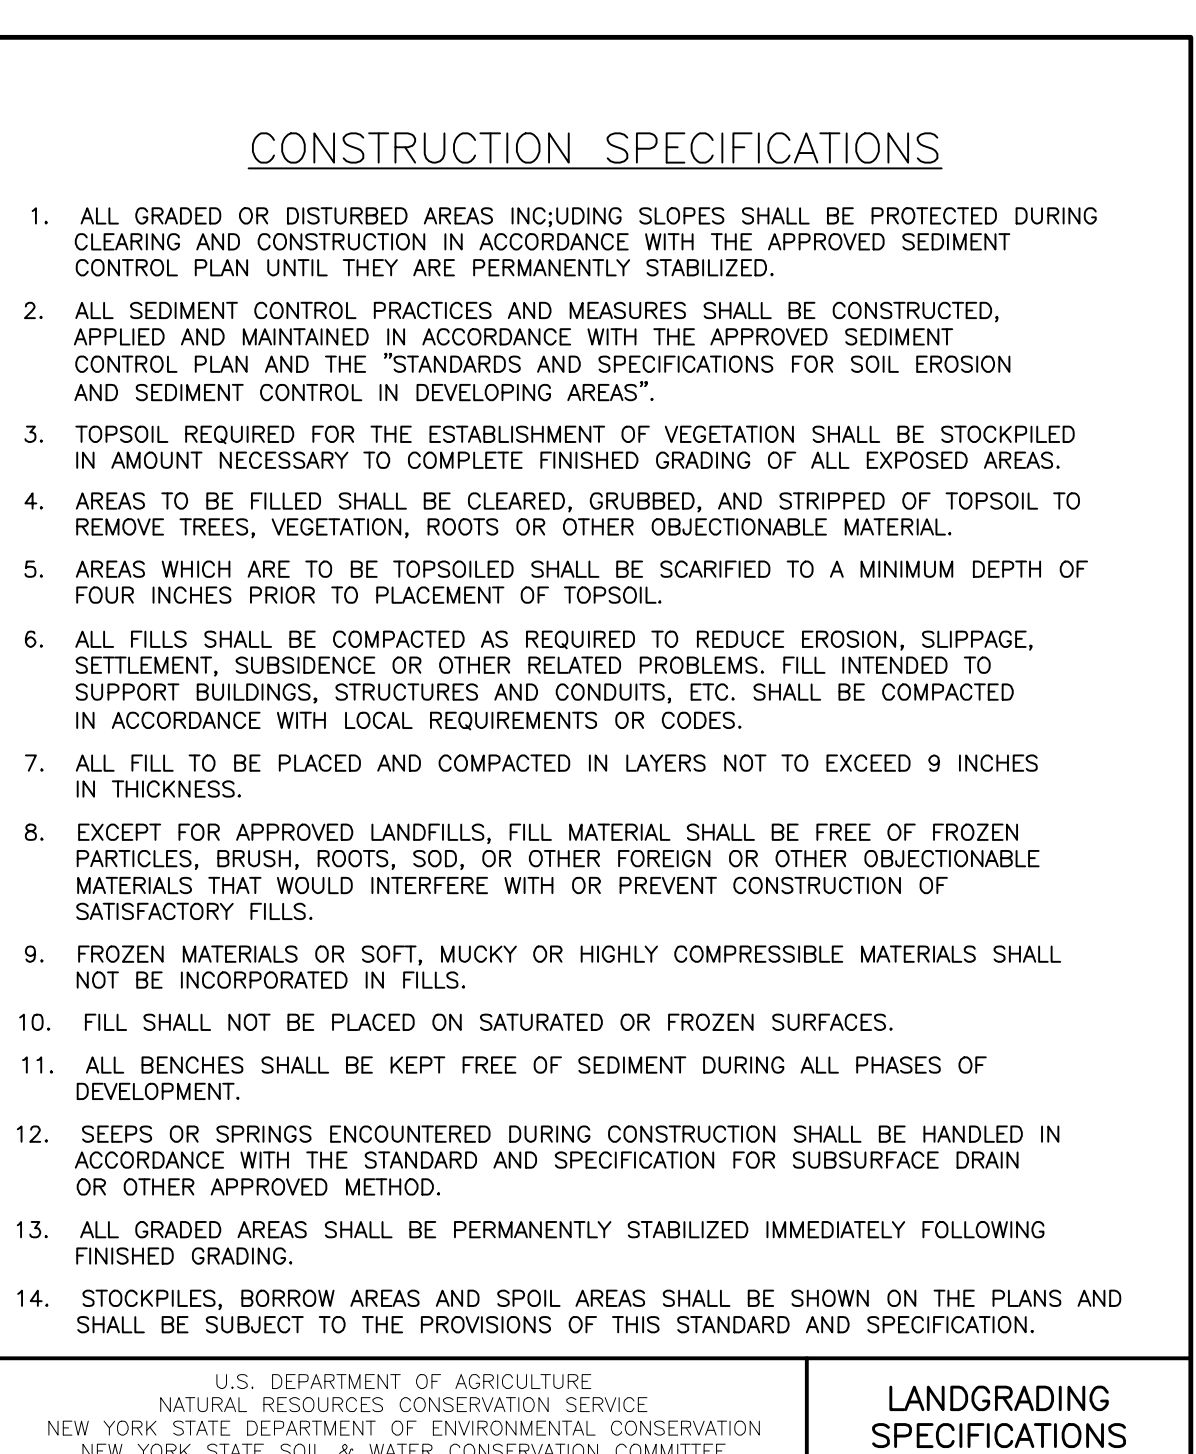 CONSTRUCTION SPECIFICATIONS
1. ALL GRADED OR DISTURBED AREAS INC;UDING SLOPES SHALL BE PROTECTED DURING
CLEARING AND CONSTRUCTION IN ACCORDANCE WITH THE APPROVED SEDIMENT
CONTROL PLAN UNTIL THEY ARE PERMANENTLY STABILIZED.
2. ALL SEDIMENT CONTROL PRACTICES AND MEASURES SHALL BE CONSTRUCTED,
APPLIED AND MAINTAINED IN ACCORDANCE WITH THE APPROVED SEDIMENT
CONTROL PLAN AND THE "STANDARDS AND SPECIFICATIONS FOR SOIL EROSION
AND SEDIMENT CONTROL IN DEVELOPING AREAS".
3. TOPSOIL REQUIRED FOR THE ESTABLISHMENT OF VEGETATION SHALL BE STOCKPILED
IN AMOUNT NECESSARY TO COMPLETE FINISHED GRADING OF ALL EXPOSED AREAS.
4. AREAS TO BE FILLED SHALL BE CLEARED, GRUBBED, AND STRIPPED OF TOPSOIL TO
REMOVE TREES, VEGETATION, ROOTS OR OTHER OBJECTIONABLE MATERIAL.
5. AREAS WHICH ARE TO BE TOPSOILED SHALL BE SCARIFIED TO A MINIMUM DEPTH OF
FOUR INCHES PRIOR TO PLACEMENT OF TOPSOIL.
6. ALL FILLS SHALL BE COMPACTED AS REQUIRED TO REDUCE EROSION, SLIPPAGE,
SETTLEMENT, SUBSIDENCE OR OTHER RELATED PROBLEMS. FILL INTENDED TO
SUPPORT BUILDINGS, STRUCTURES AND CONDUITS, ETC. SHALL BE COMPACTED
IN ACCORDANCE WITH LOCAL REQUIREMENTS OR CODES.
7. ALL FILL TO BE PLACED AND COMPACTED IN LAYERS NOT TO EXCEED 9 INCHES
IN THICKNESS.
8. EXCEPT FOR APPROVED LANDFILLS, FILL MATERIAL SHALL BE FREE OF FROZEN
PARTICLES, BRUSH, ROOTS, SOD, OR OTHER FOREIGN OR OTHER OBJECTIONABLE
MATERIALS THAT WOULD INTERFERE WITH OR PREVENT CONSTRUCTION OF
SATISFACTORY FILLS.
9. FROZEN MATERIALS OR SOFT, MUCKY OR HIGHLY COMPRESSIBLE MATERIALS SHALL
NOT BE INCORPORATED IN FILLS.
10. FILL SHALL NOT BE PLACED ON SATURATED OR FROZEN SURFACES.
11. ALL BENCHES SHALL BE KEPT FREE OF SEDIMENT DURING ALL PHASES OF
DEVELOPMENT.
12. SEEPS OR SPRINGS ENCOUNTERED DURING CONSTRUCTION SHALL BE HANDLED IN
ACCORDANCE WITH THE STANDARD AND SPECIFICATION FOR SUBSURFACE DRAIN
OR OTHER APPROVED METHOD.
13. ALL GRADED AREAS SHALL BE PERMANENTLY STABILIZED IMMEDIATELY FOLLOWING
FINISHED GRADING.
14. STOCKPILES, BORROW AREAS AND SPOIL AREAS SHALL BE SHOWN ON THE PLANS AND
SHALL BE SUBJECT TO THE PROVISIONS OF THIS STANDARD AND SPECIFICATION.
U.S. DEPARTMENT OF AGRICULTURE
NATURAL RESOURCES CONSERVATION SERVICE
NEW YORK STATE DEPARTMENT OF ENVIRONMENTAL CONSERVATION
NEW YORK STATE SOIL & WATER CONSERVATION COMMITTEE
LANDGRADING
SPECIFICATIONS